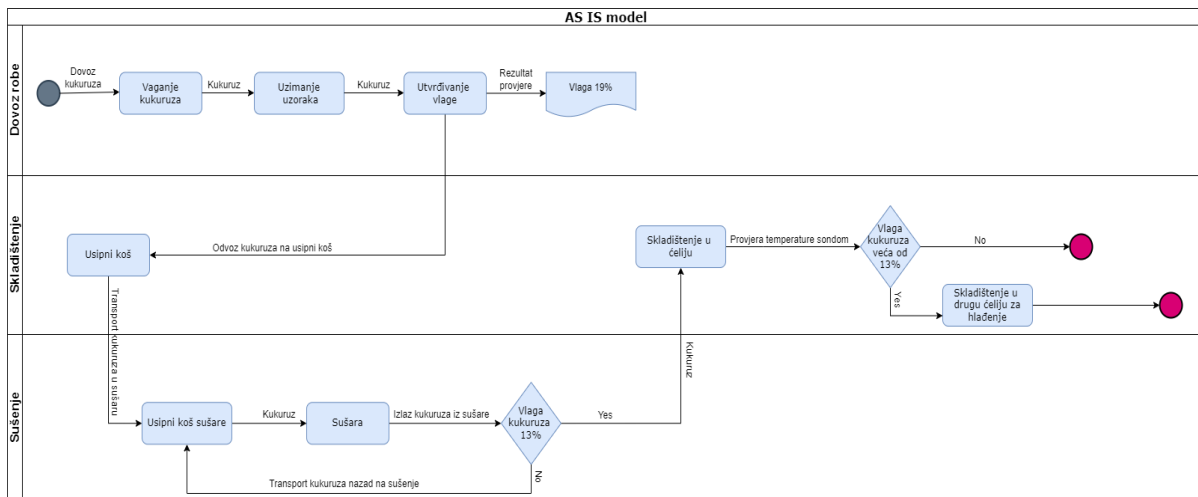 AS IS model
Dovoz robe
Dovoz
kukuruza
Vaganje
kukuruza
Kukuruz
Uzimanje
uzoraka
Kukuruz
Utvrđivanje
vlage
Rezultat
provjere
Vlaga 19%
Skladištenje
Usipni koš
Odvoz kukuruza na usipni koš
Skladištenje u
ćeliju
Provjera temperature sondom
Vlaga
kukuruza
veća od
13%
No
Yes
Skladištenje u
drugu ćeliju za
hlađenje
Transport kukuruza u sušaru
Kukuruz
Sušenje
Usipni koš sušare
Kukuruz
Sušara
Izlaz kukuruza iz sušare
Vlaga
kukuruza
13%
Yes
No
Transport kukuruza nazad na sušenje